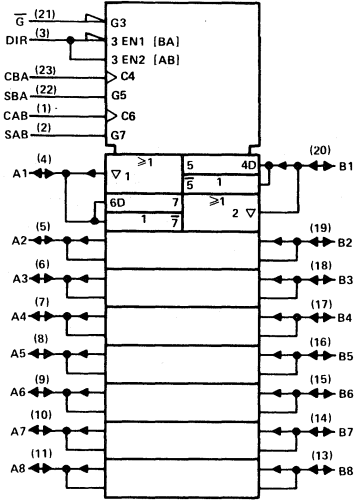 G̅ (21) G3
DIR (3) 3 EN1 [BA]
3 EN2 [AB]
CBA (23) C4
SBA (22) G5
CAB (1) C6
SAB (2) G7
A1 (4) ≥1 ▽ 1 5 4D (20) B1
5̅ 1
6D 7 ≥1
1 7̅ 2 ▽
A2 (5) (19) B2
A3 (6) (18) B3
A4 (7) (17) B4
A5 (8) (16) B5
A6 (9) (15) B6
A7 (10) (14) B7
A8 (11) (13) B8